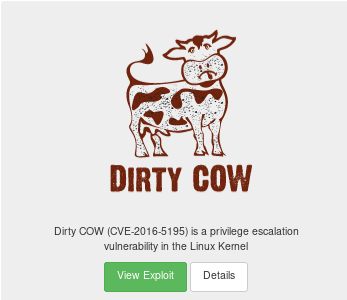 DIRTY COW
Dirty COW (CVE-2016-5195) is a privilege escalation
vulnerability in the Linux Kernel
View Exploit Details